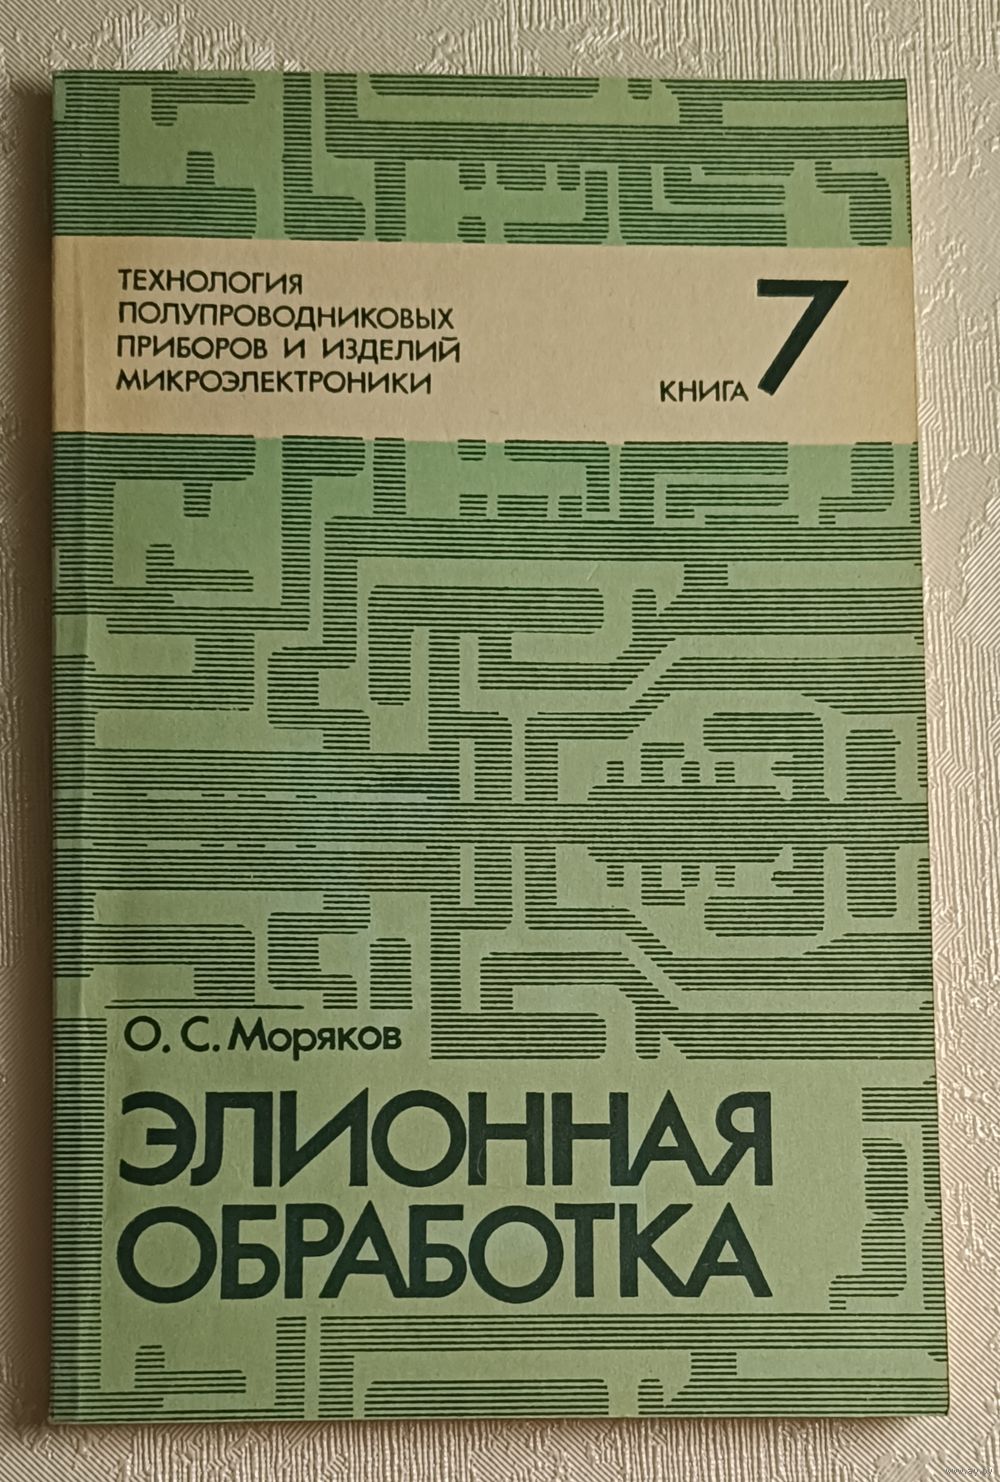 ТЕХНОЛОГИЯ
ПОЛУПРОВОДНИКОВЫХ
ПРИБОРОВ И ИЗДЕЛИЙ
МИКРОЭЛЕКТРОНИКИ
КНИГА 7
О. С. Моряков
ЭЛИОННАЯ
ОБРАБОТКА